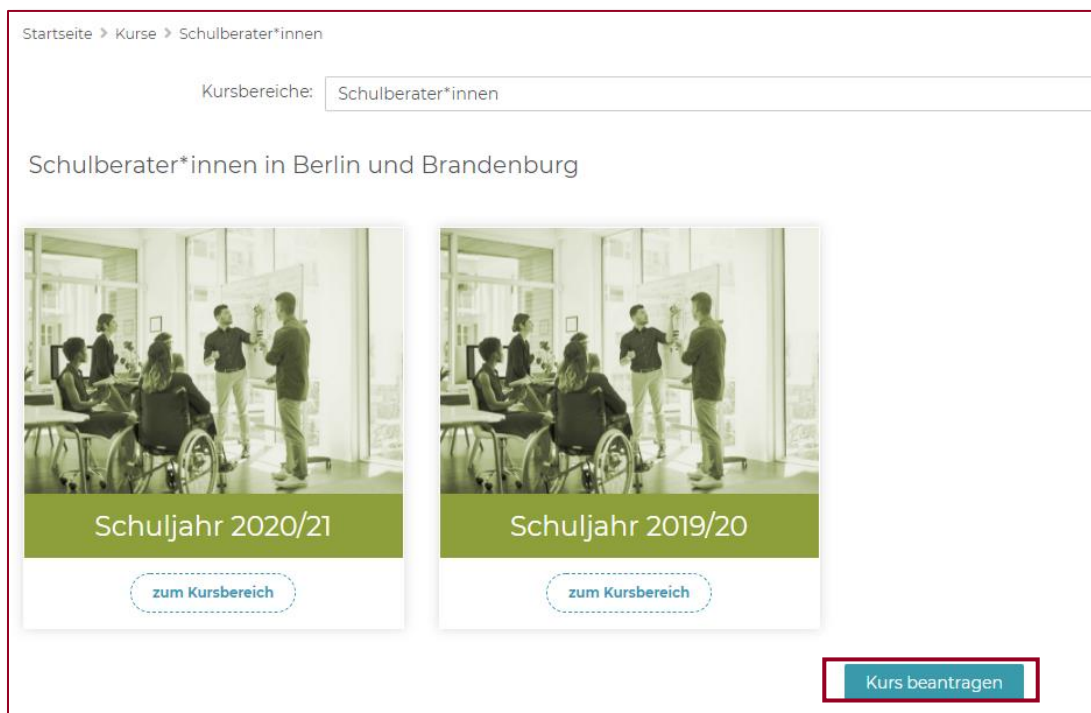 Startseite > Kurse > Schulberater*innen
Kursbereiche: Schulberater*innen
Schulberater*innen in Berlin und Brandenburg
Schuljahr 2020/21
zum Kursbereich
Schuljahr 2019/20
zum Kursbereich
Kurs beantragen